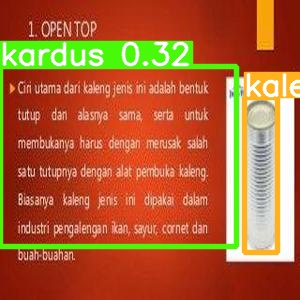 1. OPEN TOP
kardus 0.32
kale
Ciri utama dari kaleng jenis ini adalah bentuk
tutup dan alasnya sama, serta untuk
membukanya harus dengan merusak salah
satu tutupnya dengan alat pembuka kaleng.
Biasanya kaleng jenis ini dipakai dalam
industri pengalengan ikan, sayur, cornet dan
buah-buahan.